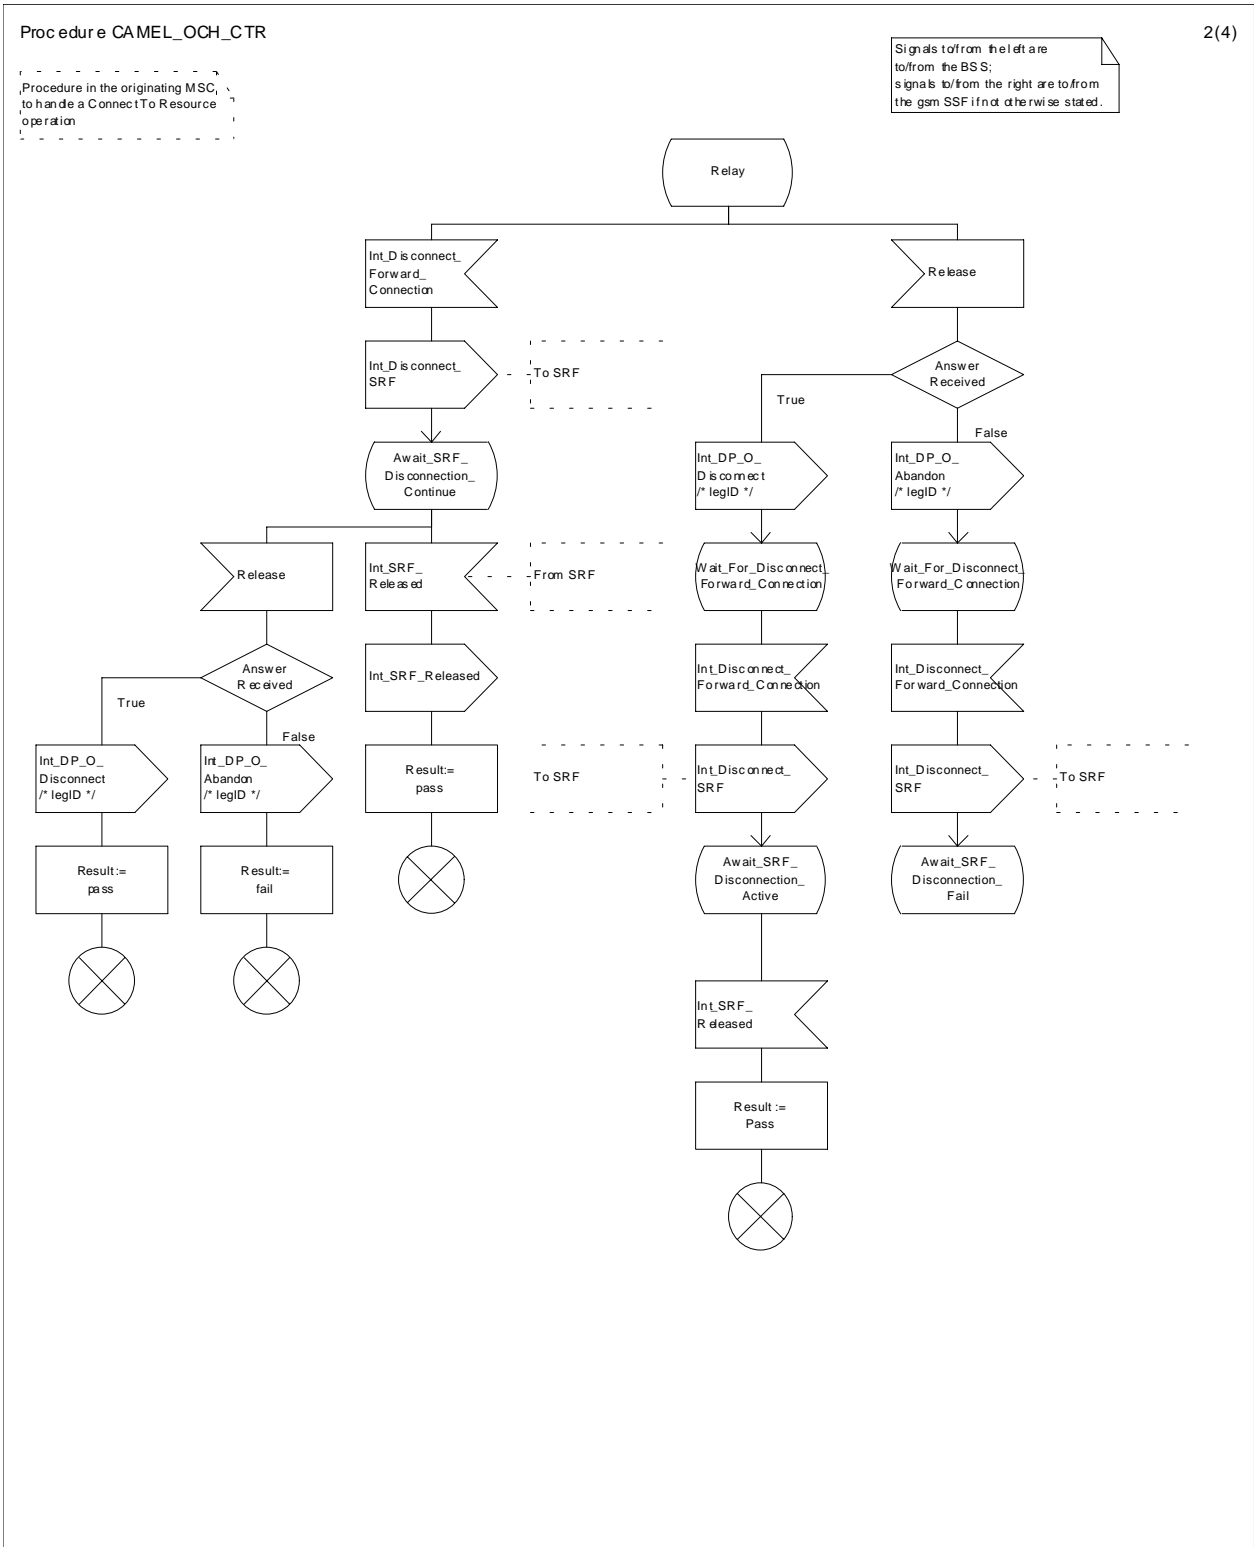 Procedure CAMEL_OCH_CTR
2(4)
Procedure in the originating MSC
to handle a Connect To Resource
operation
Signals to/from the left are
to/from the BSS;
signals to/from the right are to/from
the gsm SSF if not otherwise stated.
Relay
Int_Disconnect_
Forward_
Connection
Release
Int_Disconnect_
SRF
To SRF
Answer
Received
True
False
Await_SRF_
Disconnection_
Continue
Int_DP_O_
Disconnect
/* legID */
Int_DP_O_
Abandon
/* legID */
Release
Int_SRF_
Released
From SRF
Wait_For_Disconnect_
Forward_Connection
Wait_For_Disconnect_
Forward_Connection
Answer
Received
True
False
Int_SRF_Released
Int_Disconnect_
Forward_Connection
Int_Disconnect_
Forward_Connection
Int_DP_O_
Disconnect
/* legID */
Int_DP_O_
Abandon
/* legID */
Result:=
pass
To SRF
Int_Disconnect_
SRF
Int_Disconnect_
SRF
To SRF
Result:=
pass
Result:=
fail
Await_SRF_
Disconnection_
Active
Await_SRF_
Disconnection_
Fail
Int_SRF_
Released
Result :=
Pass